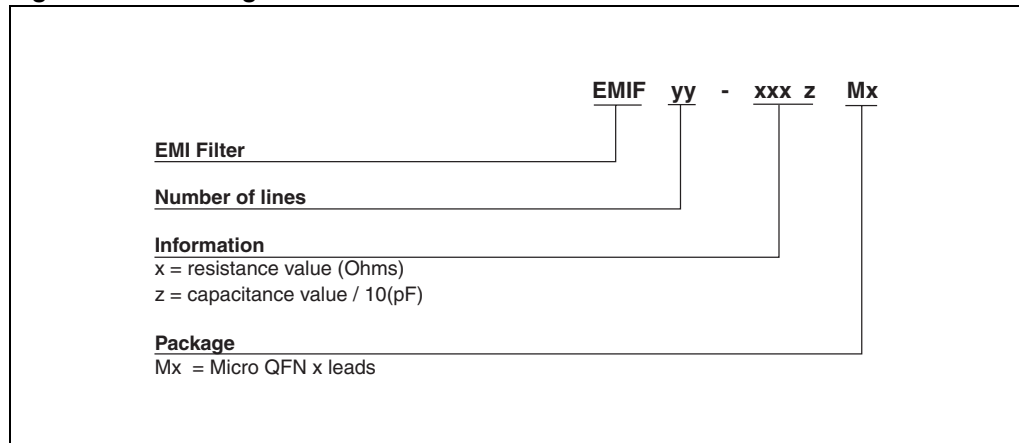 EMIF yy - xxx z Mx
EMI Filter
Number of lines
Information
x = resistance value (Ohms)
z = capacitance value / 10(pF)
Package
Mx = Micro QFN x leads